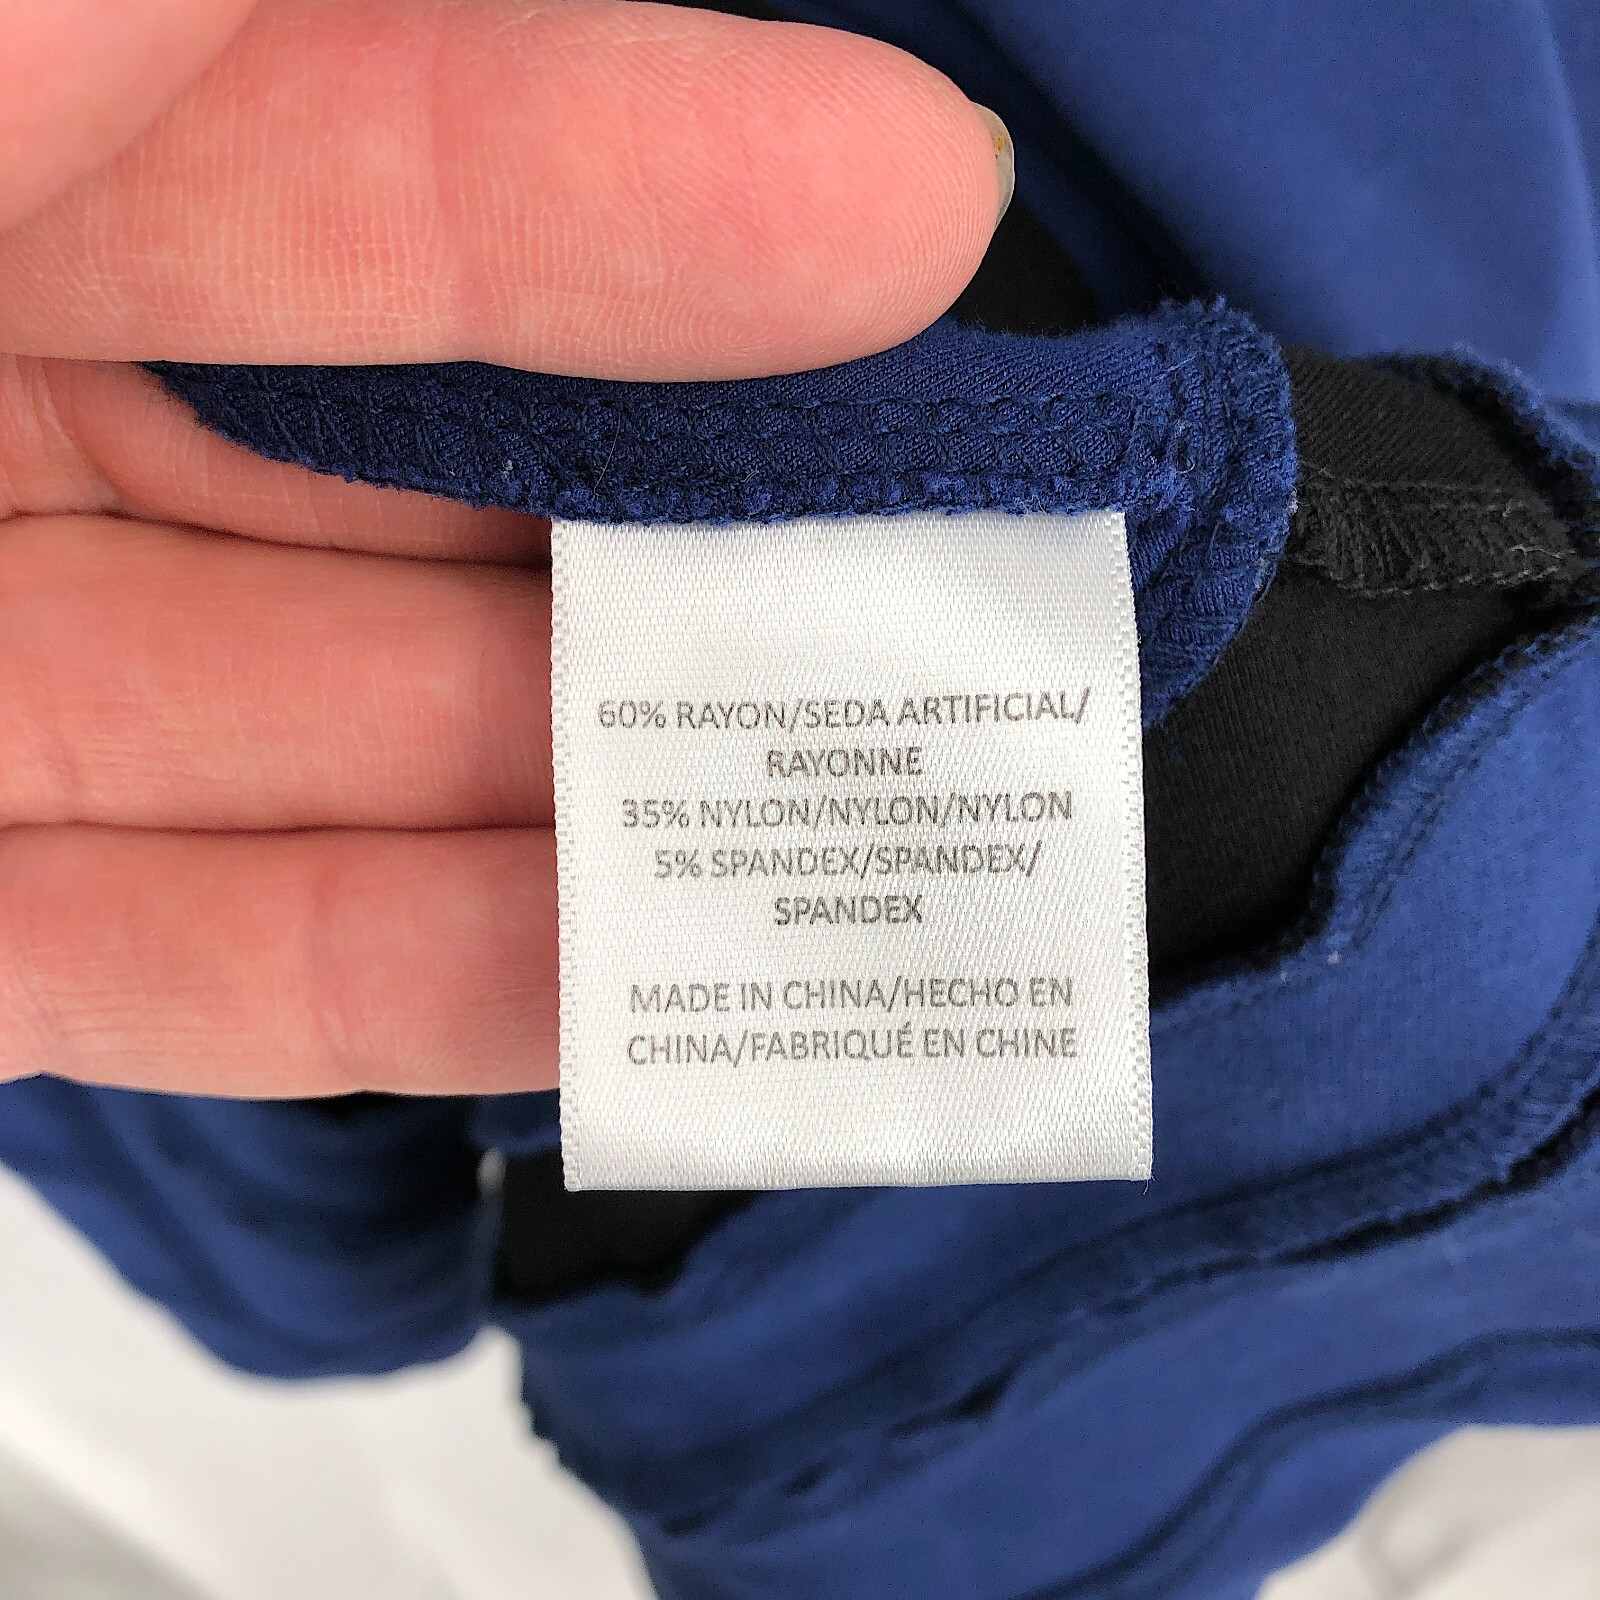 60% RAYON/SEDA ARTIFICIAL/
RAYONNE
35% NYLON/NYLON/NYLON
5% SPANDEX/SPANDEX/
SPANDEX
MADE IN CHINA/HECHO EN
CHINA/FABRIQUÉ EN CHINE